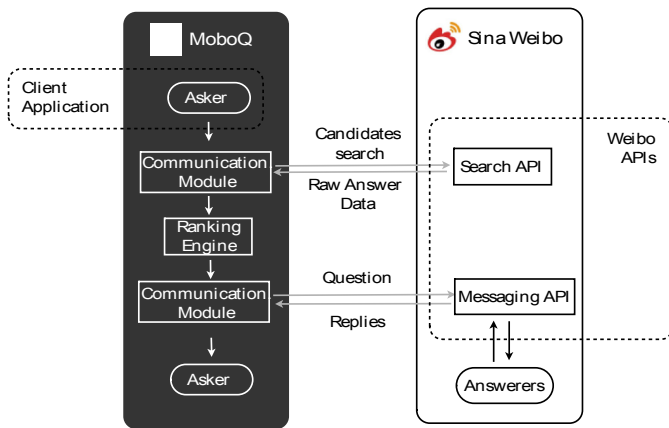 MoboQ
Sina Weibo
Client
Application
Asker
Candidates
search
Weibo
APIs
Communication
Module
Search API
Raw Answer
Data
Ranking
Engine
Question
Communication
Module
Messaging API
Replies
Asker
Answerers